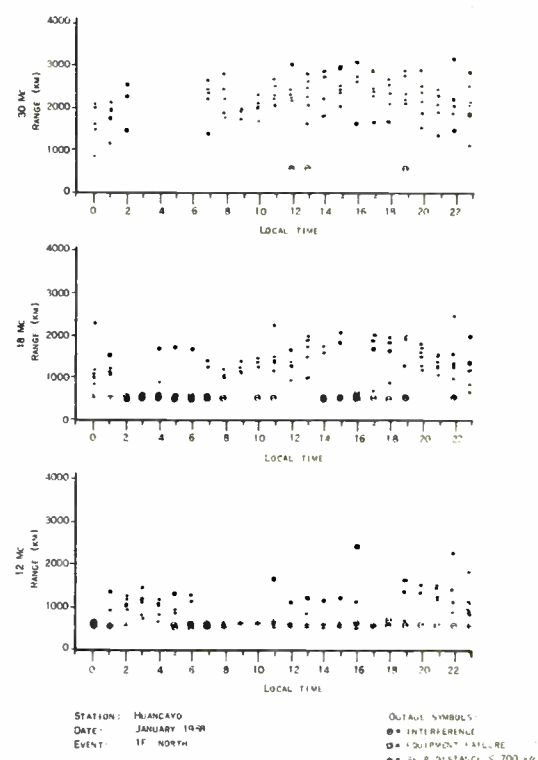 4000
3000
2000
1000
0
30 MC
RANGE (KM)
0 2 4 6 8 10 12 14 16 18 20 22
LOCAL TIME
4000
3000
2000
1000
0
18 MC
RANGE (KM)
0 2 4 6 8 10 12 14 16 18 20 22
LOCAL TIME
4000
3000
2000
1000
0
12 MC
RANGE (KM)
0 2 4 6 8 10 12 14 16 18 20 22
LOCAL TIME
STATION: HUANCAYO
DATE: JANUARY
EVENT: 1F NORTH
OUTAGE SYMBOLS:
= INTERFERENCE
= EQUIPMENT FAILURE
DISTANCE ≤ 700